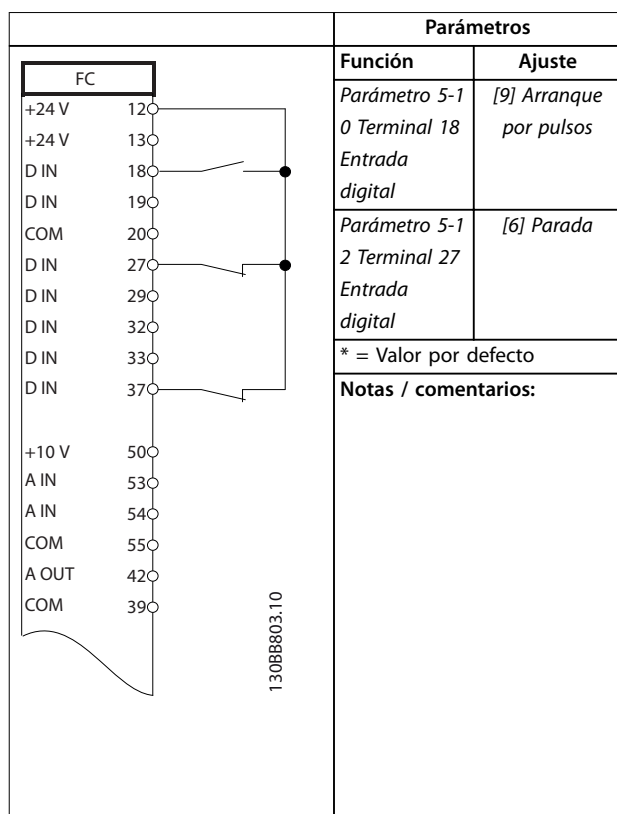 FC
+24 V 12
+24 V 13
D IN 18
D IN 19
COM 20
D IN 27
D IN 29
D IN 32
D IN 33
D IN 37
+10 V 50
A IN 53
A IN 54
COM 55
A OUT 42
COM 39
130BB803.10
Parámetros
Función Ajuste
Parámetro 5-1 [9] Arranque
0 Terminal 18 por pulsos
Entrada
digital
Parámetro 5-1 [6] Parada
2 Terminal 27
Entrada
digital
* = Valor por defecto
Notas / comentarios: